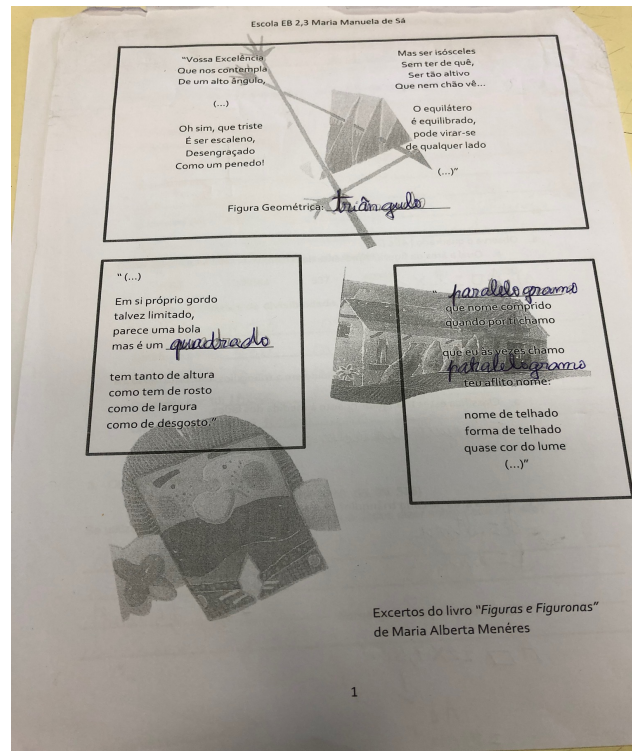 Escola EB 2,3 Maria Manuela de Sá
"Vossa Excelência
Que nos contempla
De um alto ângulo,
(...)
Oh sim, que triste
É ser escaleno,
Desengraçado
Como um penedo!
Mas ser isósceles
Sem ter de quê,
Ser tão altivo
Que nem chão vê...
O equilátero
é equilibrado,
pode virar-se
de qualquer lado
(...)"
Figura Geométrica: triângulo
" (...)
Em si próprio gordo
talvez limitado,
parece uma bola
mas é um quadrado
tem tanto de altura
como tem de rosto
como de largura
como de desgosto."
" paralelogramo
que nome comprido
quando por ti chamo
que eu às vezes chamo
paralelogramo
teu aflito nome:
nome de telhado
forma de telhado
quase cor do lume
(...)"
Excertos do livro "Figuras e Figuronas"
de Maria Alberta Menéres
1